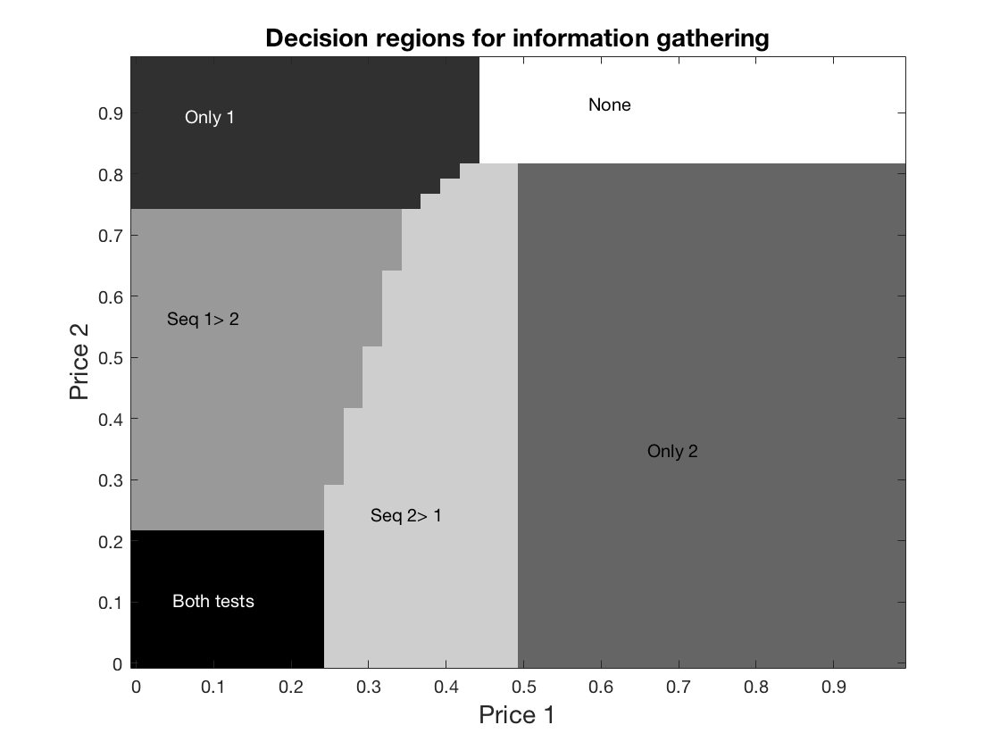 Decision regions for information gathering
Only 1
None
Seq 1> 2
Only 2
Seq 2> 1
Both tests
Price 2
0.9
0.8
0.7
0.6
0.5
0.4
0.3
0.2
0.1
0
0 0.1 0.2 0.3 0.4 0.5 0.6 0.7 0.8 0.9
Price 1